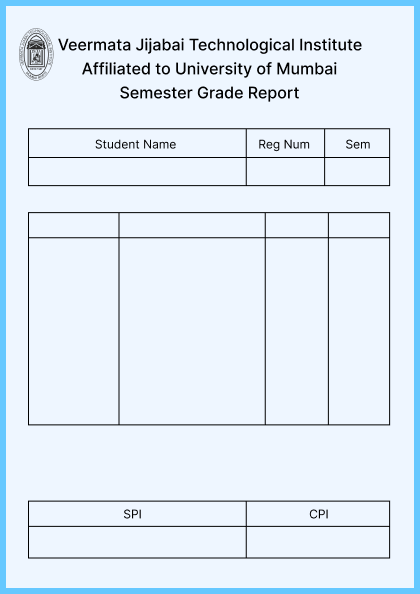 Veermata Jijabai Technological Institute
Affiliated to University of Mumbai
Semester Grade Report
Student Name Reg Num Sem
SPI CPI